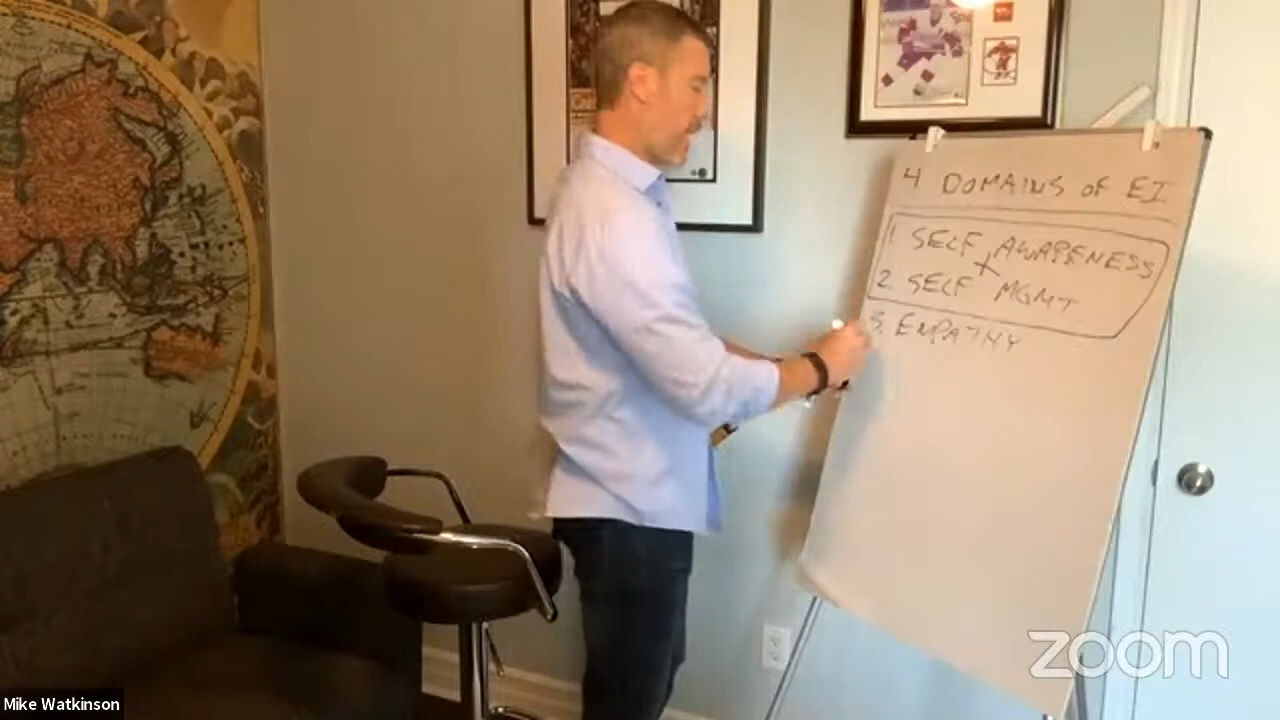 4 DOMAINS OF EI
1. SELF AWARENESS
+
2. SELF MGMT
3. EMPATHY
zoom
Mike Watkinson